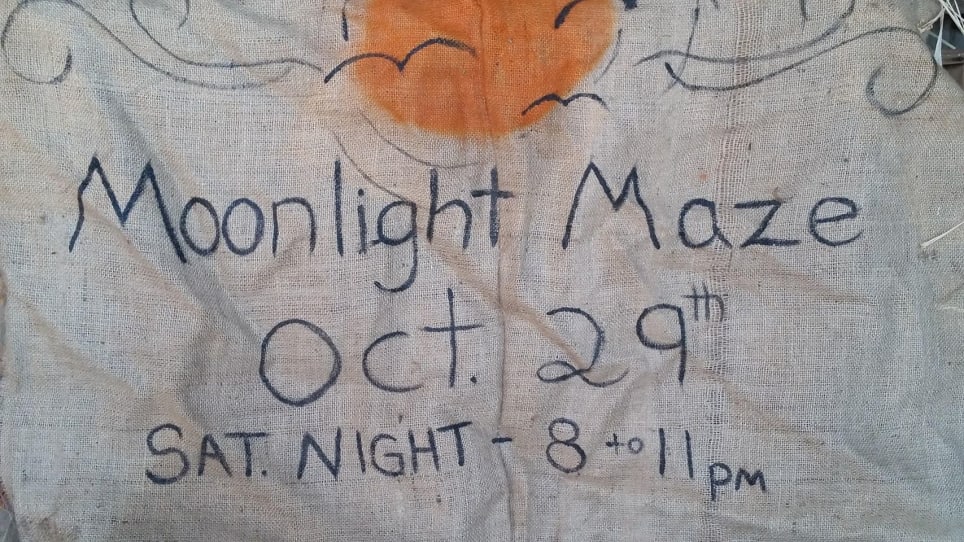 Moonlight Maze
Oct. 29th
SAT. NIGHT - 8 to 11 pm